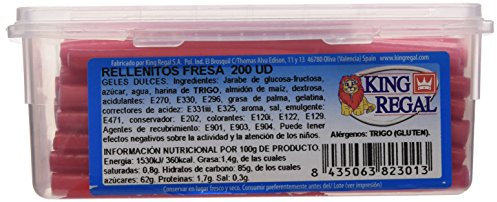 Fabricado por King Regal S.A. Pol. Ind. El Brosquil C/Thomas Alva Edison, 11 y 13 46780 Oliva (Valencia) Spain www.kingregal.com
RELLENITOS FRESA 200 UD
GELES DULCES. Ingredientes: Jarabe de glucosa-fructosa,
azúcar, agua, harina de TRIGO, almidón de maíz, dextrosa,
acidulantes: E270, E330, E296, grasa de palma, gelatina,
correctores de acidez: E331iii, E325, aroma, sal, emulgente:
E471, conservador: E202, colorantes: E120i, E122, E129.
Agentes de recubrimiento: E901, E903, E904. Puede tener
efectos negativos sobre la actividad y la atención de los niños.
INFORMACIÓN NUTRICIONAL POR 100g DE PRODUCTO.
Energía: 1530kJ/ 360kcal. Grasa:1,4g, de las cuales
saturadas: 0,8g. Hidratos de carbono: 85g, de los cuales
azúcares: 62g. Proteínas: 1,7g. Sal: 0,3g.
Conservar en lugar fresco y seco. Consumir preferentemente antes del/ Lote (ver impresión)
KING
REGAL
Alérgenos: TRIGO (GLUTEN).
8 435063 823013